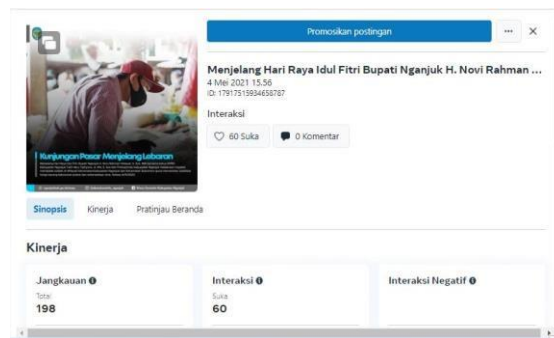 Promosikan postingan
Menjelang Hari Raya Idul Fitri Bupati Nganjuk H. Novi Rahman ...
4 Mei 2021 15.56
ID: 17917515934658787
Interaksi
60 Suka
0 Komentar
Kunjungan Pasar Menjelang Lebaran
Sinopsis
Kinerja
Pratinjau Beranda
Kinerja
Jangkauan
Total
198
Interaksi
Suka
60
Interaksi Negatif